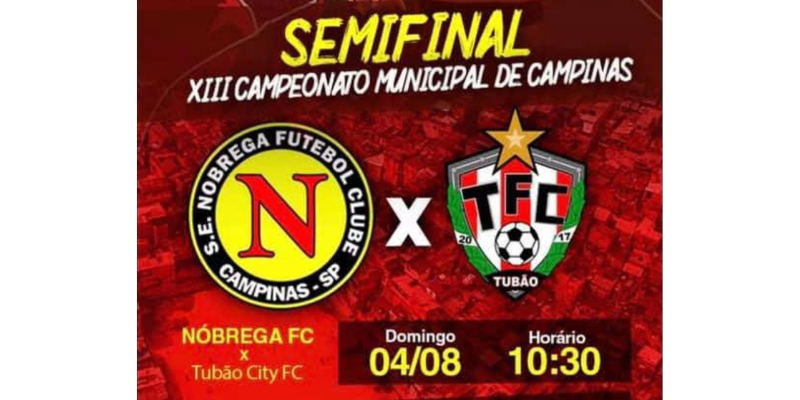 SEMIFINAL
XIII CAMPEONATO MUNICIPAL DE CAMPINAS
S.E. NOBREGA FUTEBOL CLUBE
N
CAMPINAS - SP
X
TFC
20 17
TUBÃO
NÓBREGA FC
x
Tubão City FC
Domingo
04/08
Horário
10:30